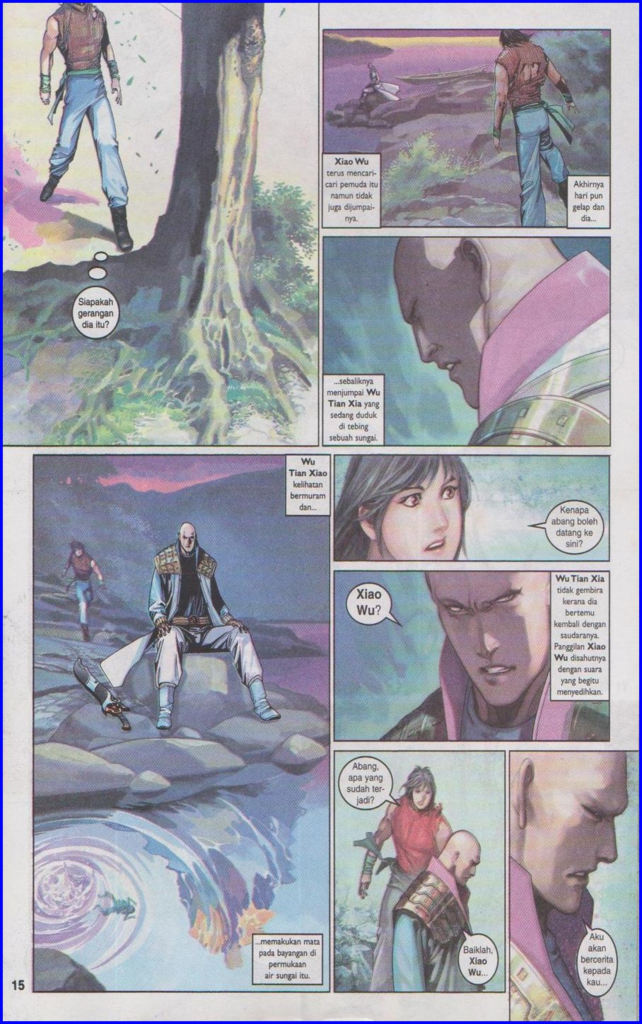 Siapakah
gerangan
dia itu?
Xiao Wu
terus mencari-
cari pemuda itu
namun tidak
juga dijumpai-
nya.
Akhirnya
hari pun
gelap dan
dia...
...sebaliknya
menjumpai Wu
Tian Xia yang
sedang duduk
di tebing
sebuah sungai.
Wu
Tian Xiao
kelihatan
bermuram
dan...
...memakukan mata
pada bayangan di
permukaan
air sungai itu.
Kenapa
abang boleh
datang ke
sini?
Xiao
Wu?
Wu Tian Xia
tidak gembira
kerana dia
bertemu
kembali dengan
saudaranya.
Panggilan Xiao
Wu disahutnya
dengan suara
yang begitu
menyedihkan.
Abang,
apa yang
sudah ter-
jadi?
Baiklah,
Xiao
Wu...
Aku
akan
bercerita
kepada
kau...
15